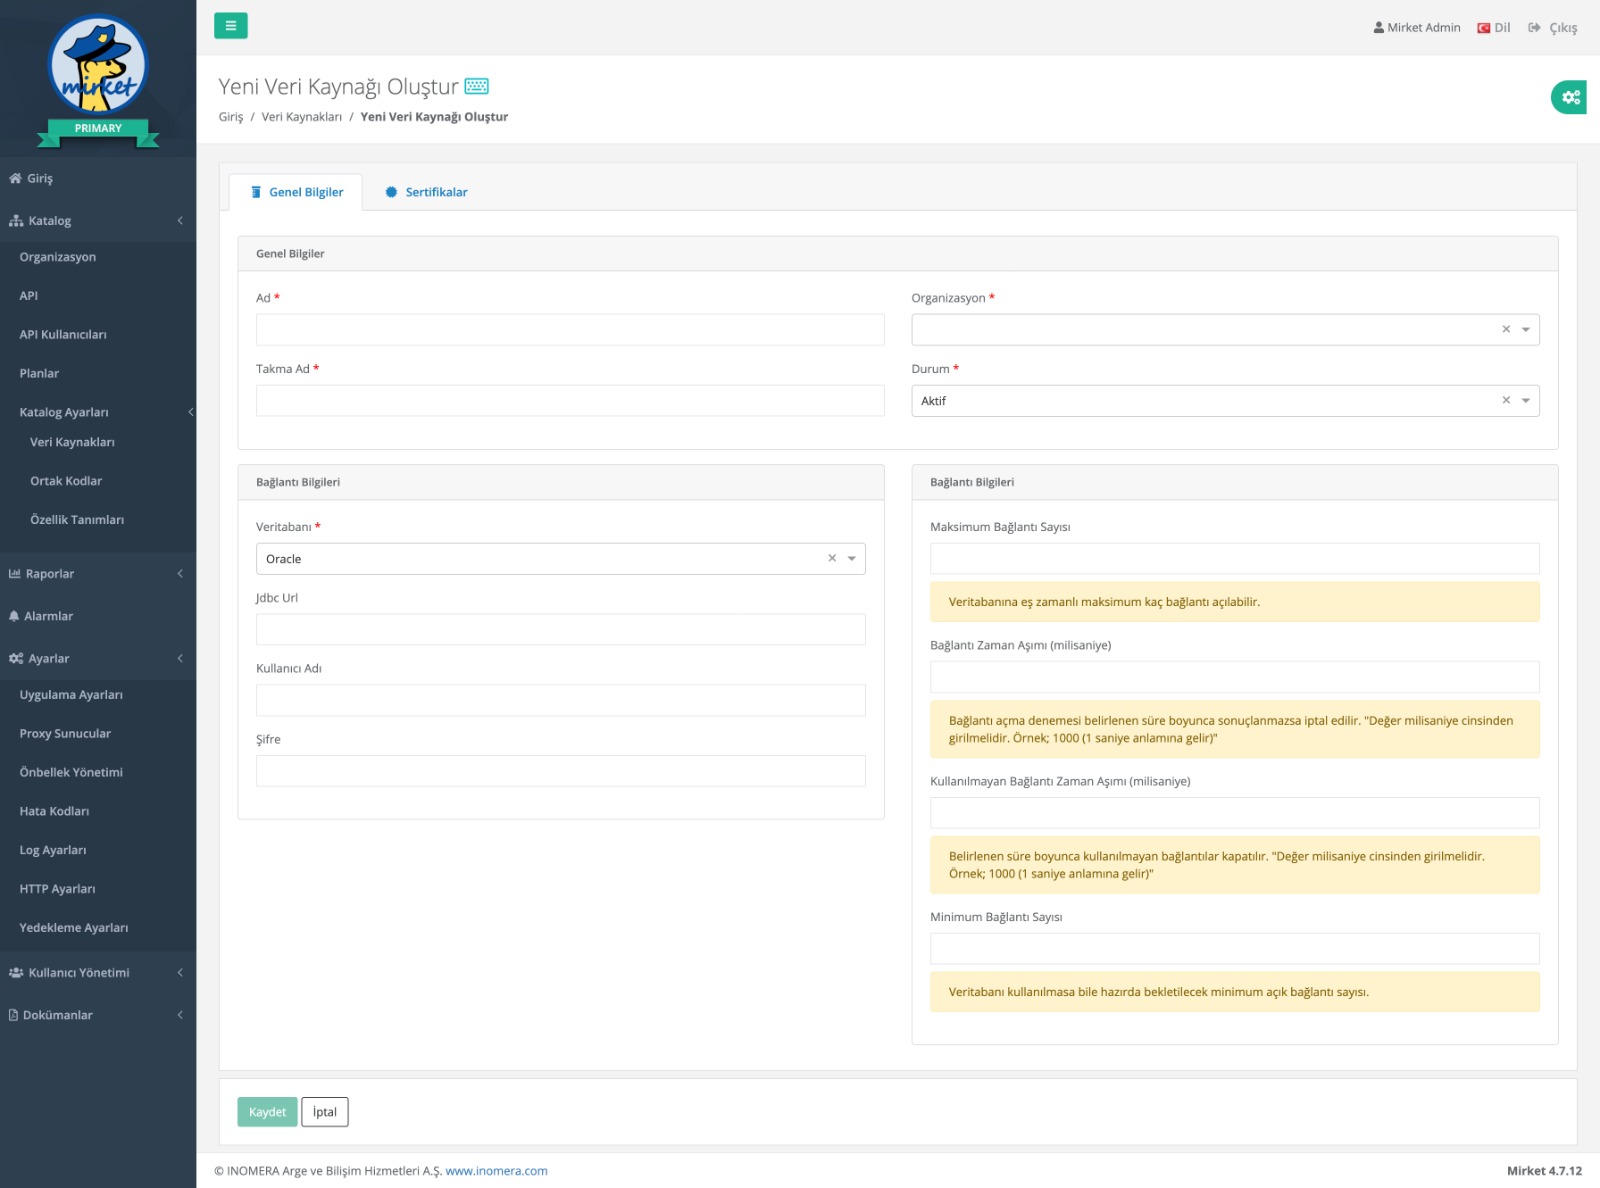 mirket
PRIMARY
Giriş
Katalog
Organizasyon
API
API Kullanıcıları
Planlar
Katalog Ayarları
Veri Kaynakları
Ortak Kodlar
Özellik Tanımları
Raporlar
Alarmlar
Ayarlar
Uygulama Ayarları
Proxy Sunucular
Önbellek Yönetimi
Hata Kodları
Log Ayarları
HTTP Ayarları
Yedekleme Ayarları
Kullanıcı Yönetimi
Dokümanlar
Mirket Admin Dil Çıkış
Yeni Veri Kaynağı Oluştur
Giriş / Veri Kaynakları / Yeni Veri Kaynağı Oluştur
Genel Bilgiler Sertifikalar
Genel Bilgiler
Ad *
Organizasyon *
Takma Ad *
Durum *
Aktif
Bağlantı Bilgileri
Veritabanı *
Oracle
Jdbc Url
Kullanıcı Adı
Şifre
Bağlantı Bilgileri
Maksimum Bağlantı Sayısı
Veritabanına eş zamanlı maksimum kaç bağlantı açılabilir.
Bağlantı Zaman Aşımı (milisaniye)
Bağlantı açma denemesi belirlenen süre boyunca sonuçlanmazsa iptal edilir. "Değer milisaniye cinsinden
girilmelidir. Örnek; 1000 (1 saniye anlamına gelir)"
Kullanılmayan Bağlantı Zaman Aşımı (milisaniye)
Belirlenen süre boyunca kullanılmayan bağlantılar kapatılır. "Değer milisaniye cinsinden girilmelidir.
Örnek; 1000 (1 saniye anlamına gelir)"
Minimum Bağlantı Sayısı
Veritabanı kullanılmasa bile hazırda bekletilecek minimum açık bağlantı sayısı.
Kaydet İptal
© INOMERA Arge ve Bilişim Hizmetleri A.Ş. www.inomera.com
Mirket 4.7.12